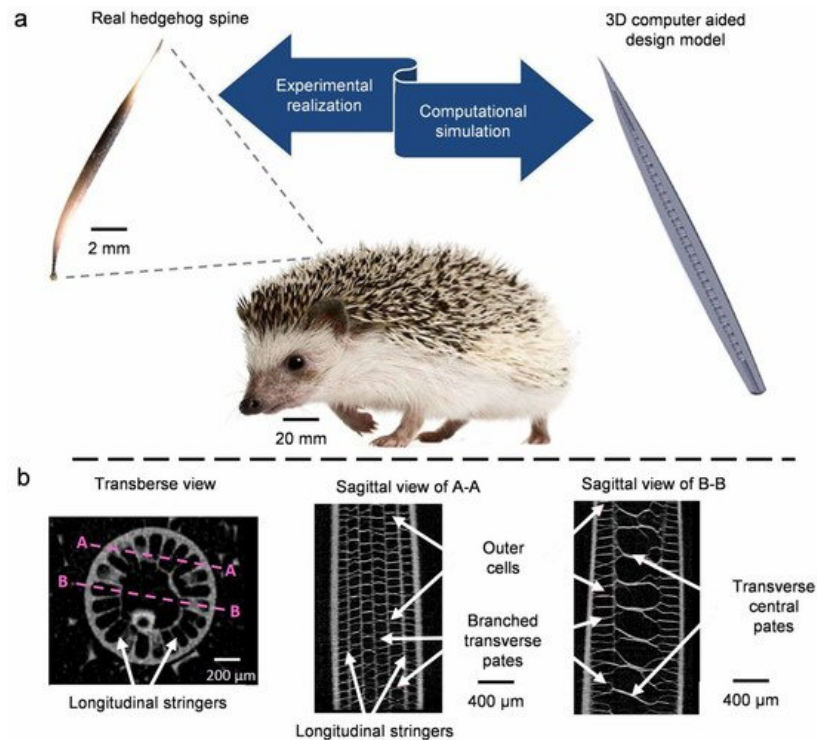 a
Real hedgehog spine
3D computer aided
design model
Experimental
realization
Computational
simulation
2 mm
20 mm
b
Transberse view
Sagittal view of A-A
Sagittal view of B-B
A
A
B
B
Outer
cells
Transverse
central
pates
Branched
transverse
pates
200 µm
400 µm
400 µm
Longitudinal stringers
Longitudinal stringers